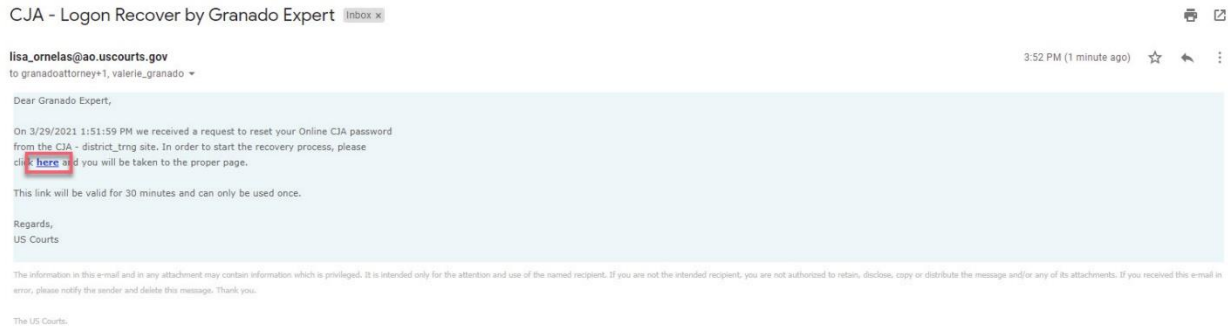 CJA - Logon Recover by Granado Expert Inbox x
lisa_ornelas@ao.uscourts.gov
3:52 PM (1 minute ago)
to granadoattorney+1, valerie_granado
Dear Granado Expert,
On 3/29/2021 1:51:59 PM we received a request to reset your Online CJA password
from the CJA - district_trng site. In order to start the recovery process, please
click here and you will be taken to the proper page.
This link will be valid for 30 minutes and can only be used once.
Regards,
US Courts
The information in this e-mail and in any attachment may contain information which is privileged. It is intended only for the attention and use of the named recipient. If you are not the intended recipient, you are not authorized to retain, disclose, copy or distribute the message and/or any of its attachments. If you received this e-mail in
error, please notify the sender and delete this message. Thank you.
The US Courts.